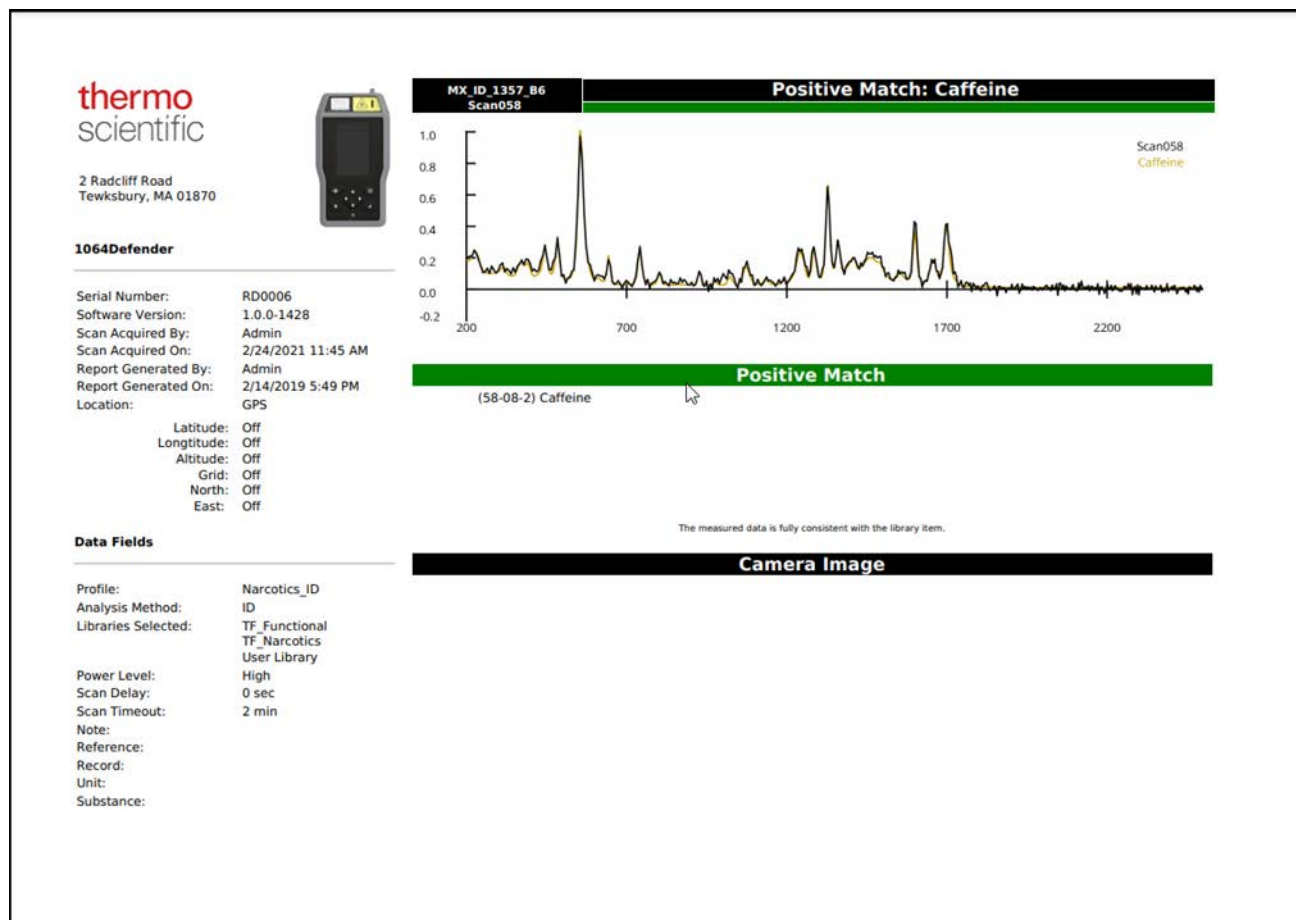 thermo
scientific
2 Radcliff Road
Tewksbury, MA 01870
1064Defender
Serial Number: RD0006
Software Version: 1.0.0-1428
Scan Acquired By: Admin
Scan Acquired On: 2/24/2021 11:45 AM
Report Generated By: Admin
Report Generated On: 2/14/2019 5:49 PM
Location: GPS
Latitude: Off
Longtitude: Off
Altitude: Off
Grid: Off
North: Off
East: Off
Data Fields
Profile: Narcotics_ID
Analysis Method: ID
Libraries Selected: TF_Functional
TF_Narcotics
User Library
Power Level: High
Scan Delay: 0 sec
Scan Timeout: 2 min
Note:
Reference:
Record:
Unit:
Substance:
MX_ID_1357_B6
Scan058
Positive Match: Caffeine
1.0
0.8
0.6
0.4
0.2
0.0
-0.2
200 700 1200 1700 2200
Scan058
Caffeine
Positive Match
(58-08-2) Caffeine
The measured data is fully consistent with the library item.
Camera Image